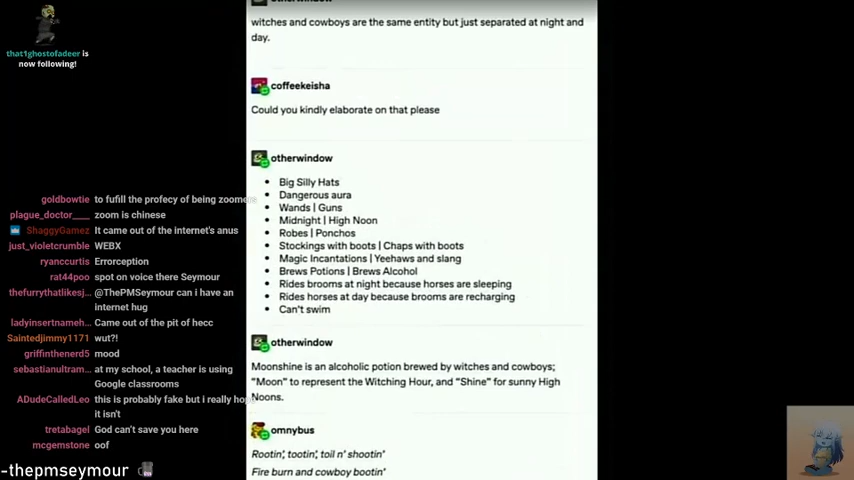 that1ghostofadeer is
now following!
goldbowtie to fufill the profecy of being zoomers
plague_doctor___ zoom is chinese
ShaggyGamez It came out of the internet's anus
just_violetcrumble WEBX
ryanccurtis Errorception
rat44poo spot on voice there Seymour
thefurrythatlikesj... @ThePMSeymour can i have an
internet hug
ladyinsertnameh... Came out of the pit of hecc
Saintedjimmy1171 wut?!
griffinthenerd5 mood
sebastianultram... at my school, a teacher is using
Google classrooms
ADudeCalledLeo this is probably fake but i really hop
it isn't
tretabagel God can't save you here
mcgemstone oof
-thepmseymour
otherwindow
witches and cowboys are the same entity but just separated at night and
day.
coffeekeisha
Could you kindly elaborate on that please
otherwindow
• Big Silly Hats
• Dangerous aura
• Wands | Guns
• Midnight | High Noon
• Robes | Ponchos
• Stockings with boots | Chaps with boots
• Magic Incantations | Yeehaws and slang
• Brews Potions | Brews Alcohol
• Rides brooms at night because horses are sleeping
• Rides horses at day because brooms are recharging
• Can't swim
otherwindow
Moonshine is an alcoholic potion brewed by witches and cowboys;
"Moon" to represent the Witching Hour, and "Shine" for sunny High
Noons.
omnybus
Rootin', tootin', toil n' shootin'
Fire burn and cowboy bootin'